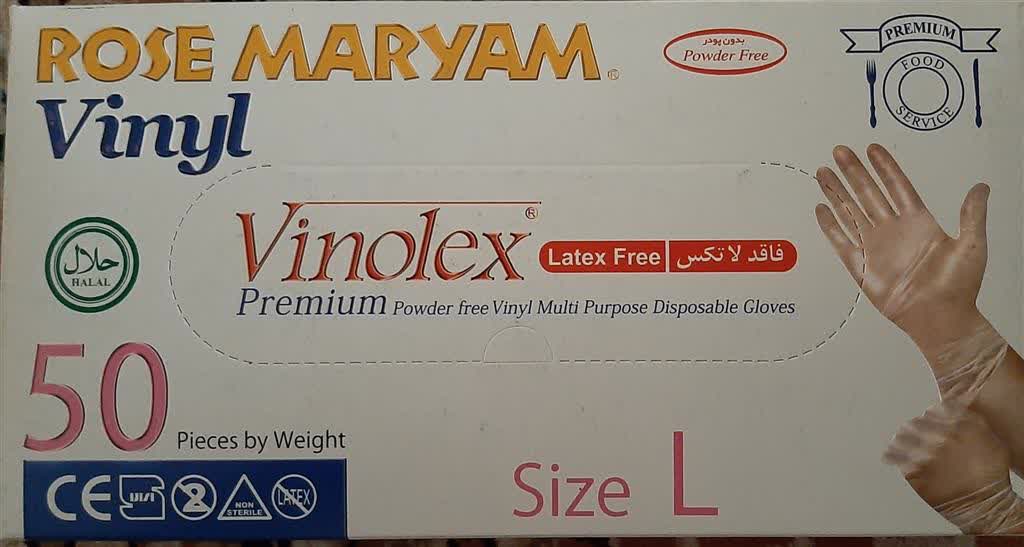 ROSE MARYAM®
Vinyl
بدون پودر
Powder Free
PREMIUM
FOOD
SERVICE
حلال
HALAL
Vinolex®
Latex Free فاقد لاتکس
Premium Powder free Vinyl Multi Purpose Disposable Gloves
50 Pieces by Weight
Size L
CE
2
NON
STERILE
LATEX